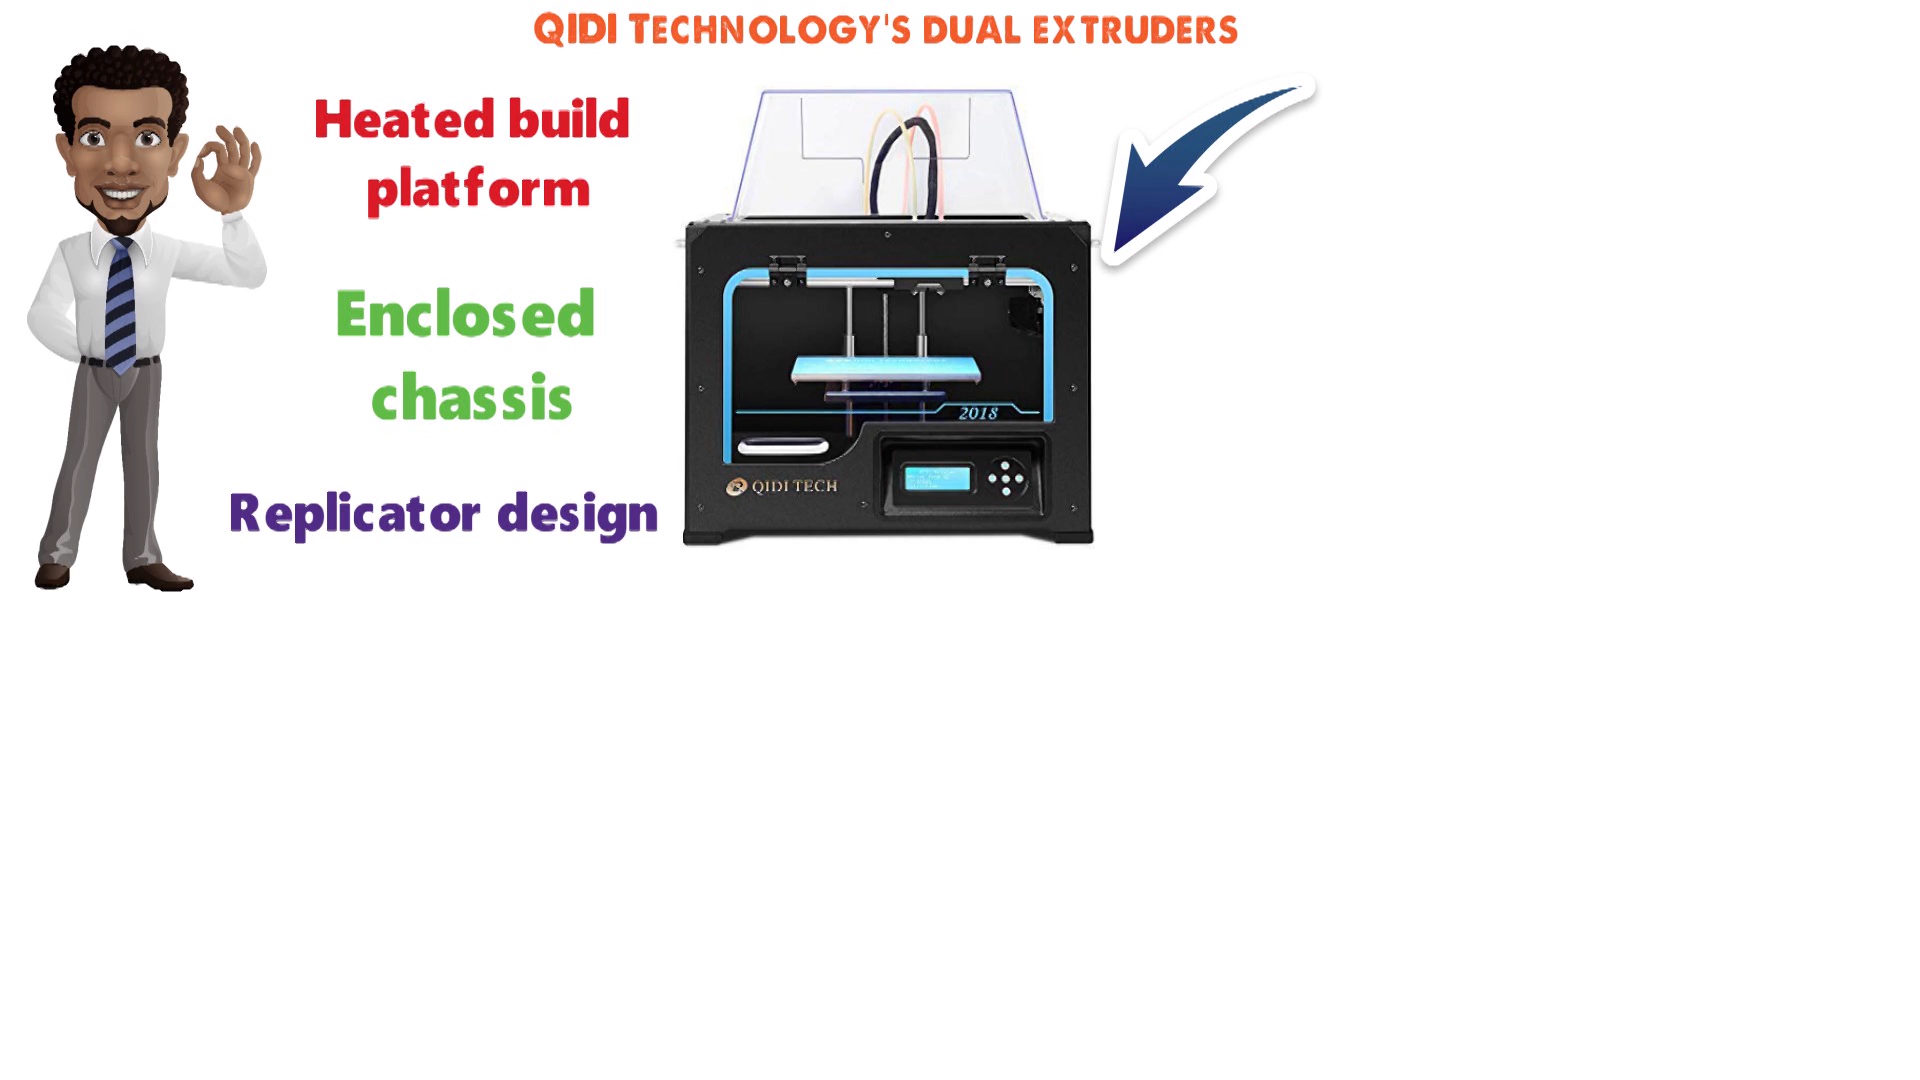 QIDI TECHNOLOGY'S DUAL EXTRUDERS
Heated build
platform
Enclosed
chassis
Replicator design
2018
QIDI TECH